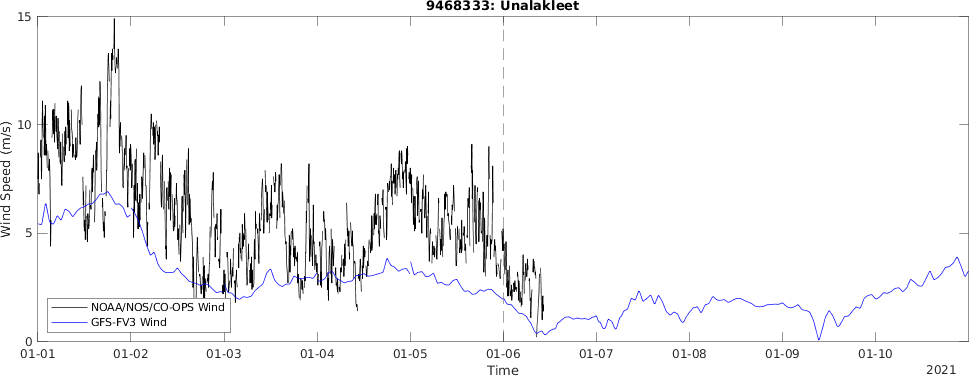 9468333: Unalakleet
15
10
5
0
Wind Speed (m/s)
NOAA/NOS/CO-OPS Wind
GFS-FV3 Wind
01-01 01-02 01-03 01-04 01-05 01-06 01-07 01-08 01-09 01-10
Time
2021